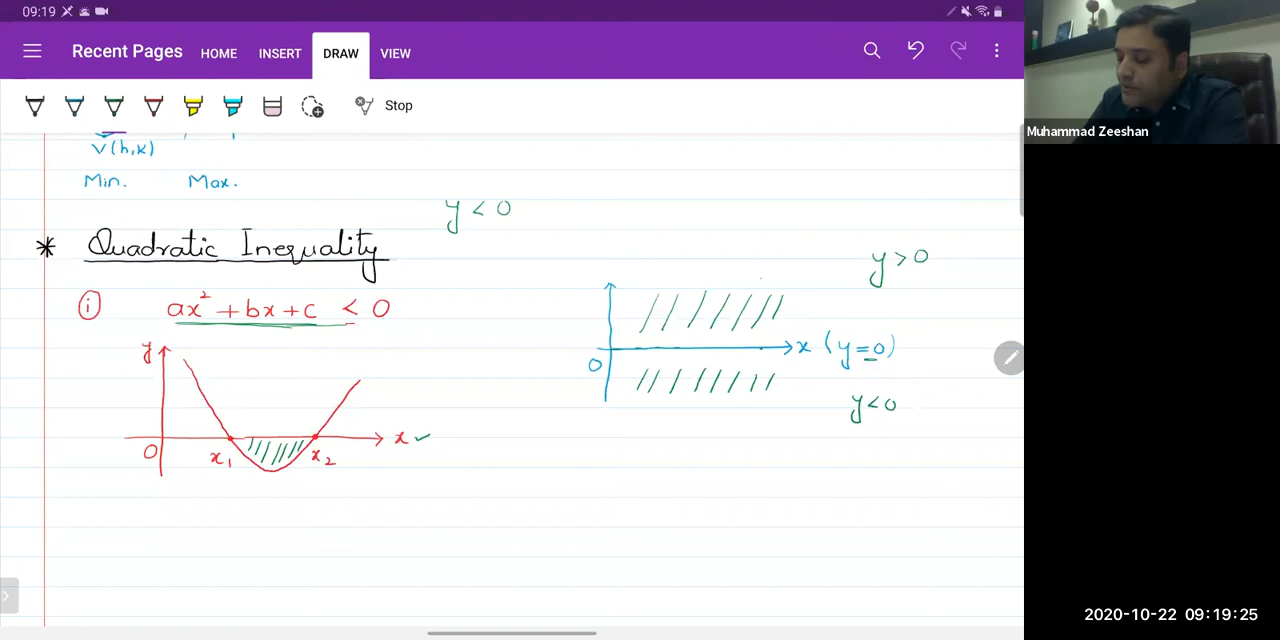 09:19
Recent Pages HOME INSERT DRAW VIEW
Stop
Muhammad Zeeshan
V(h,k)
Min. Max.
y < 0
* Quadratic Inequality
y > 0
i ax² + bx + c < 0
x (y = 0)
0
y < 0
y
x
0
x₁ x₂
2020-10-22 09:19:25